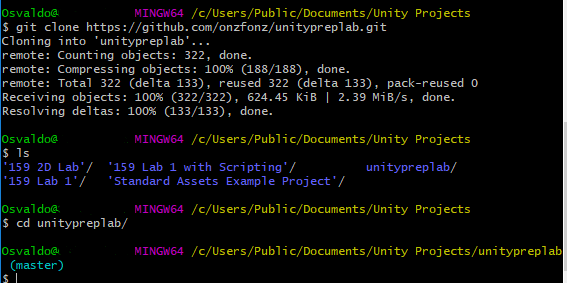 Osvaldo@ MINGW64 /c/Users/Public/Documents/Unity Projects
$ git clone https://github.com/onzfonz/unitypreplab.git
Cloning into 'unitypreplab'...
remote: Counting objects: 322, done.
remote: Compressing objects: 100% (188/188), done.
remote: Total 322 (delta 133), reused 322 (delta 133), pack-reused 0
Receiving objects: 100% (322/322), 624.45 KiB | 2.39 MiB/s, done.
Resolving deltas: 100% (133/133), done.
Osvaldo@ MINGW64 /c/Users/Public/Documents/Unity Projects
$ ls
'159 2D Lab'/ '159 Lab 1 with Scripting'/ unitypreplab/
'159 Lab 1'/ 'Standard Assets Example Project'/
Osvaldo@ MINGW64 /c/Users/Public/Documents/Unity Projects
$ cd unitypreplab/
Osvaldo@ MINGW64 /c/Users/Public/Documents/Unity Projects/unitypreplab
(master)
$